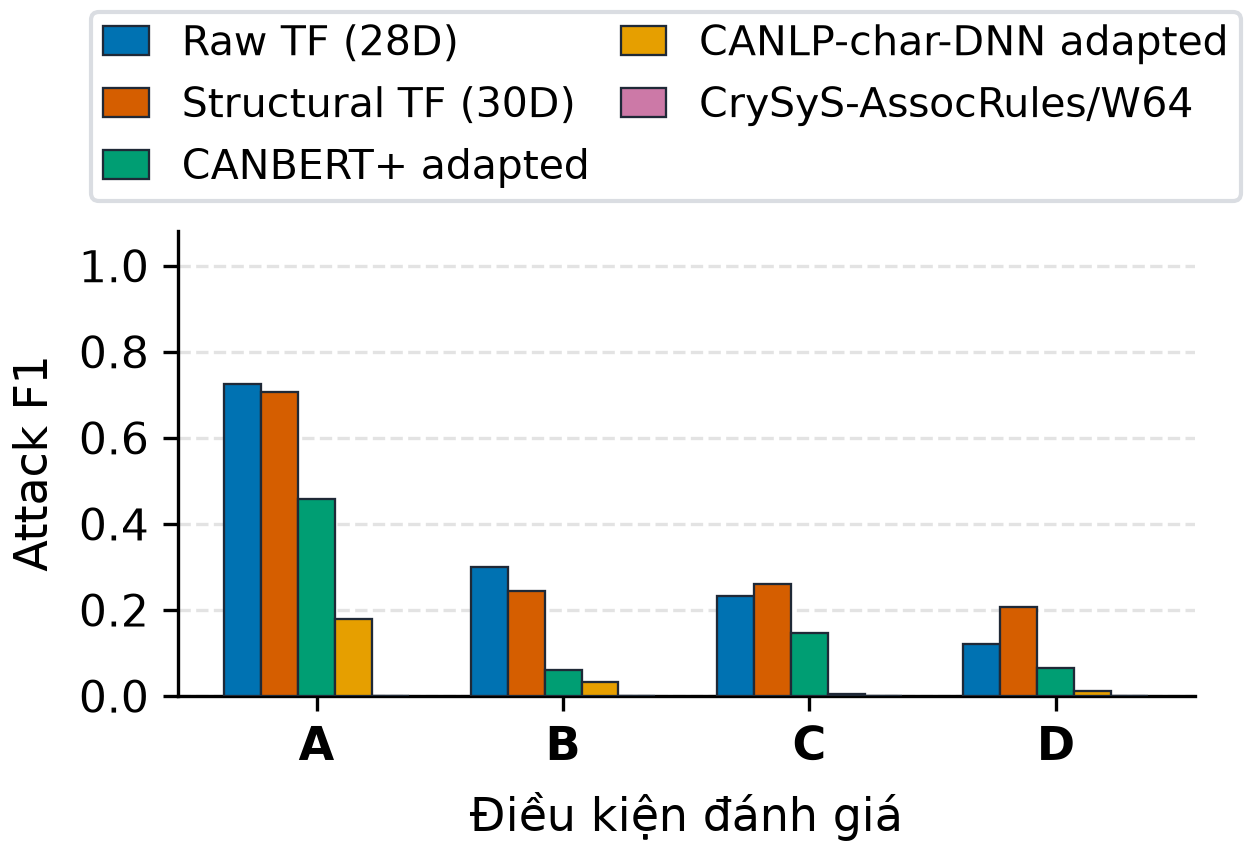 Raw TF (28D)
Structural TF (30D)
CANBERT+ adapted
CANLP-char-DNN adapted
CrySyS-AssocRules/W64
Attack F1
1.0
0.8
0.6
0.4
0.2
0.0
A B C D
Điều kiện đánh giá